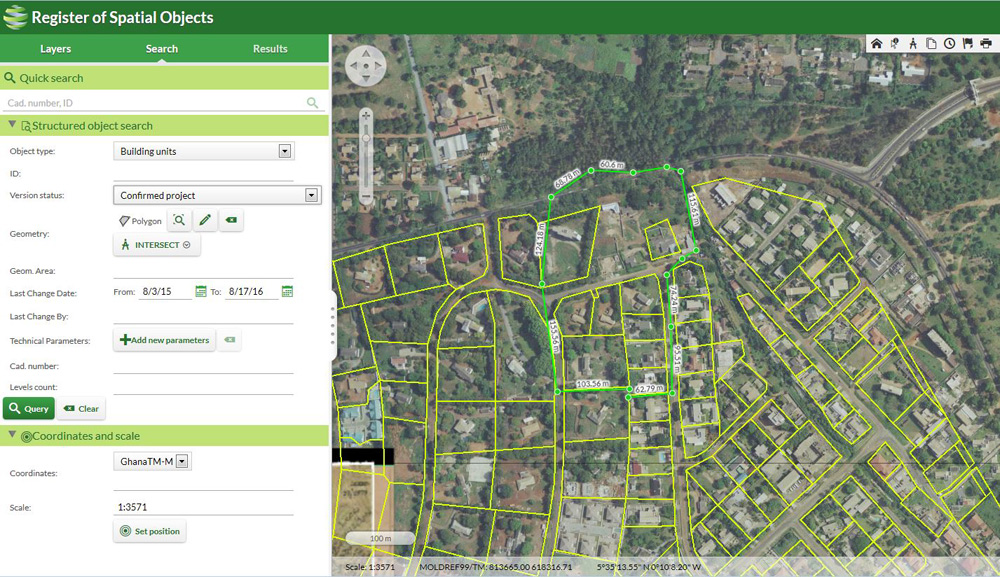 Register of Spatial Objects
Layers Search Results
Quick search
Cad. number, ID
Structured object search
Object type: Building units
ID:
Version status: Confirmed project
Polygon
Geometry:
INTERSECT
Geom. Area:
Last Change Date: From: 8/3/15 To: 8/17/16
Last Change By:
Technical Parameters: Add new parameters
Cad. number:
Levels count:
Query Clear
Coordinates and scale
GhanaTM-M
Coordinates:
Scale: 1:3571
Set position
60.6 m
68.78 m
115.61 m
124.18 m
74.24 m
155.56 m
95.51 m
103.56 m
62.79 m
100 m
Scale: 1:3571 MOLDREF99/TM: 813665.00 618316.71 5°35'13.55" N 0°10'8.20" W